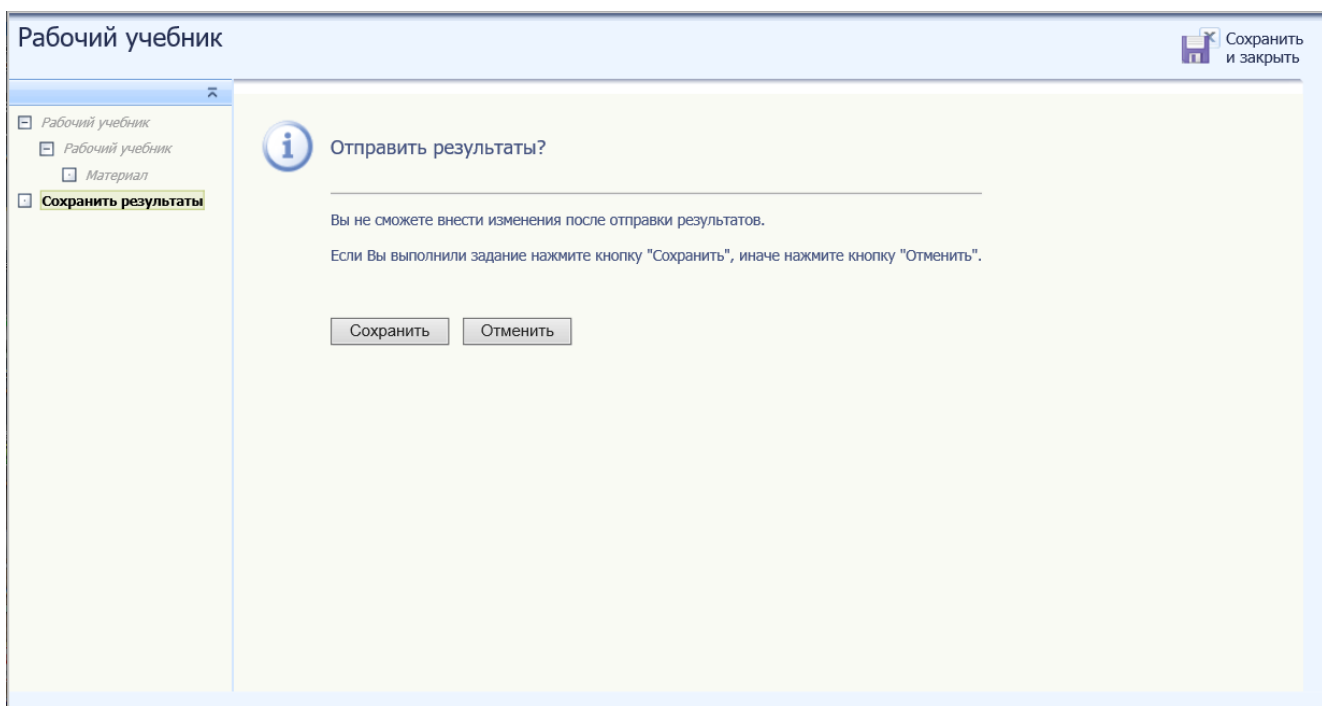 Рабочий учебник
Сохранить
и закрыть
Рабочий учебник
Рабочий учебник
Материал
Сохранить результаты
Отправить результаты?
Вы не сможете внести изменения после отправки результатов.
Если Вы выполнили задание нажмите кнопку "Сохранить", иначе нажмите кнопку "Отменить".
Сохранить Отменить